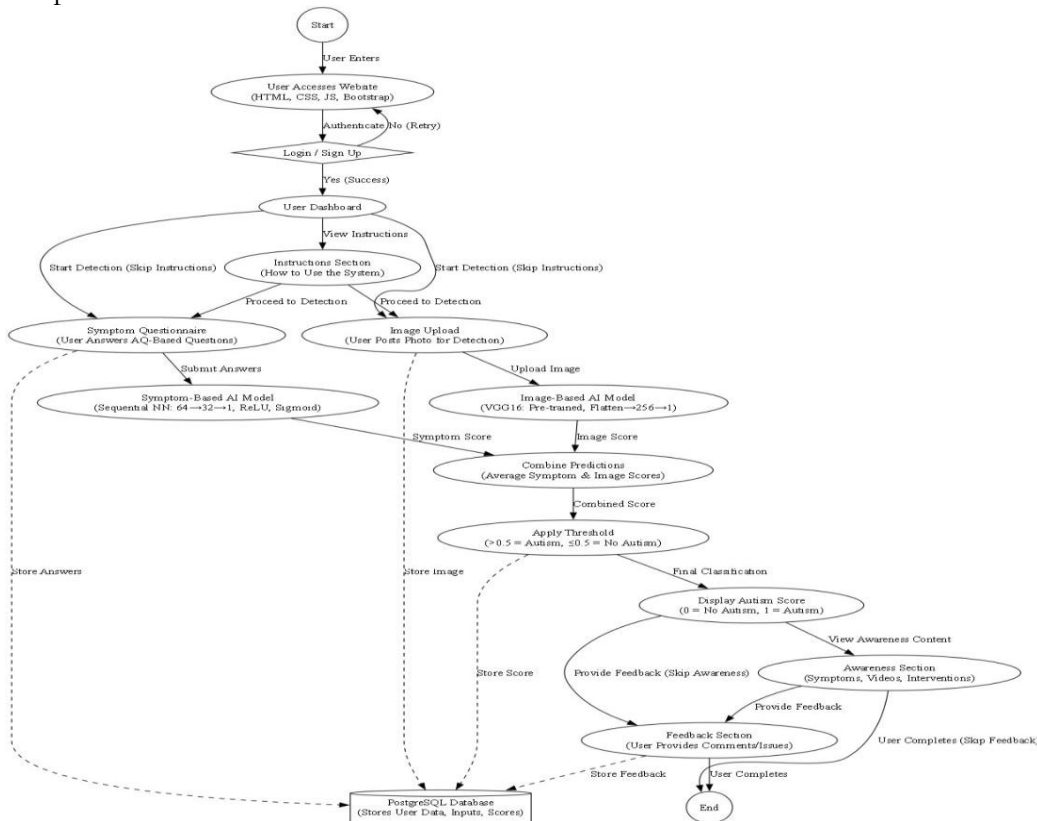 Start
User Enters
User Accesses Website
(HTML, CSS, JS, Bootstrap)
Authenticate
No (Retry)
Login / Sign Up
Yes (Success)
User Dashboard
View Instructions
Start Detection (Skip Instructions)
Instructions Section
(How to Use the System)
Start Detection (Skip Instructions)
Proceed to Detection
Proceed to Detection
Symptom Questionnaire
(User Answers AQ-Based Questions)
Image Upload
(User Posts Photo for Detection)
Submit Answers
Upload Image
Symptom-Based AI Model
(Sequential NN: 64→32→1, ReLU, Sigmoid)
Image-Based AI Model
(VGG16: Pre-trained, Flatten→256→1)
Symptom Score
Image Score
Combine Predictions
(Average Symptom & Image Scores)
Combined Score
Apply Threshold
(>0.5 = Autism, ≤0.5 = No Autism)
Store Answers
Store Image
Final Classification
Display Autism Score
(0 = No Autism, 1 = Autism)
View Awareness Content
Store Score
Provide Feedback (Skip Awareness)
Awareness Section
(Symptoms, Videos, Interventions)
Provide Feedback
Feedback Section
(User Provides Comments/Issues)
User Completes (Skip Feedback)
Store Feedback
User Completes
PostgreSQL Database
(Stores User Data, Inputs, Scores)
End